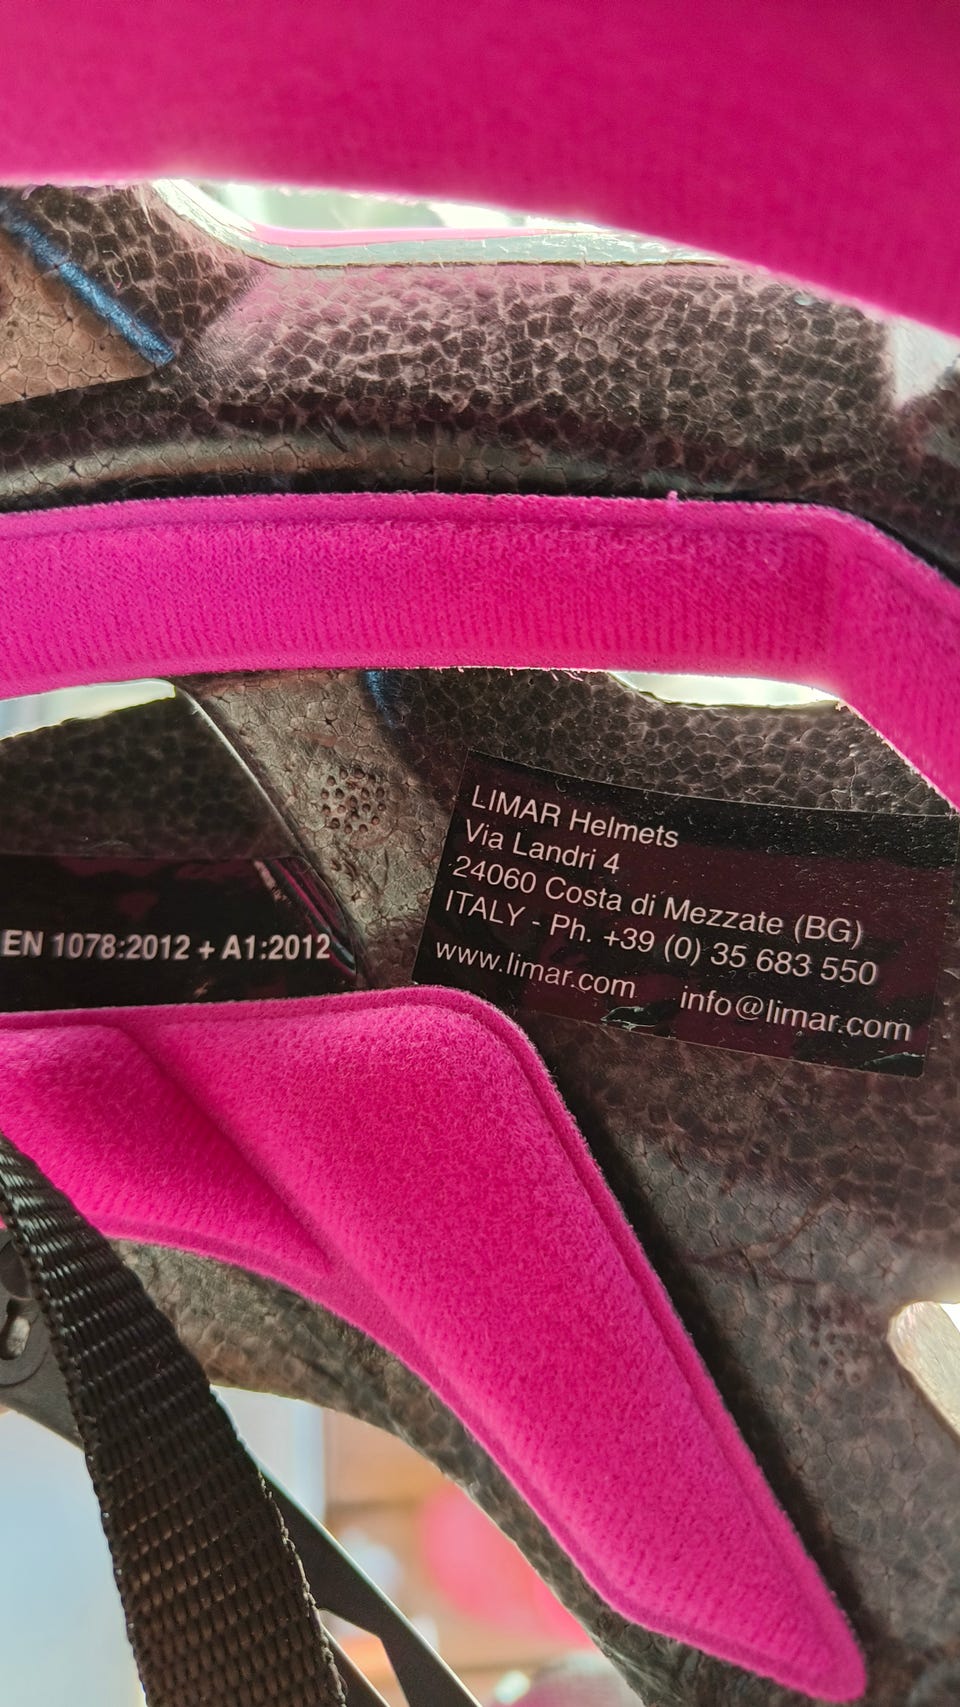 LIMAR Helmets
Via Landri 4
24060 Costa di Mezzate (BG)
ITALY - Ph. +39 (0) 35 683 550
www.limar.com info@limar.com
EN 1078:2012 + A1:2012